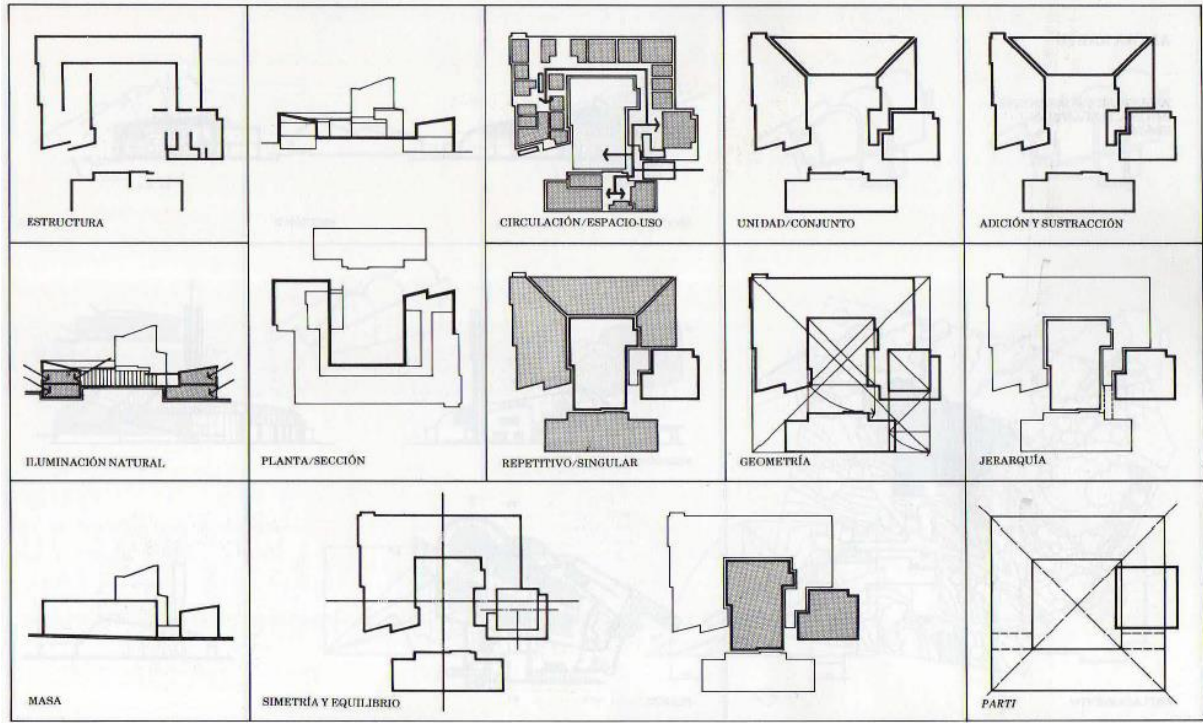 ESTRUCTURA
CIRCULACIÓN/ESPACIO-USO
UNIDAD/CONJUNTO
ADICIÓN Y SUSTRACCIÓN
ILUMINACIÓN NATURAL
PLANTA/SECCIÓN
REPETITIVO/SINGULAR
GEOMETRÍA
JERARQUÍA
MASA
SIMETRÍA Y EQUILIBRIO
PARTI